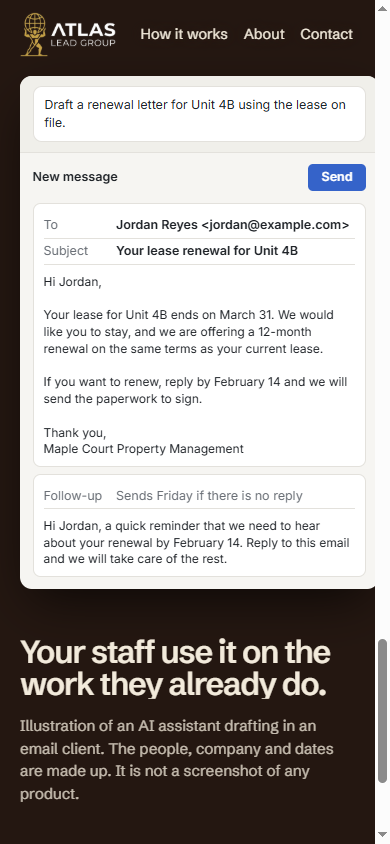 ATLAS
LEAD GROUP
How it works
About
Contact
Draft a renewal letter for Unit 4B using the lease on
file.
New message
Send
To Jordan Reyes <jordan@example.com>
Subject Your lease renewal for Unit 4B
Hi Jordan,
Your lease for Unit 4B ends on March 31. We would
like you to stay, and we are offering a 12-month
renewal on the same terms as your current lease.
If you want to renew, reply by February 14 and we will
send the paperwork to sign.
Thank you,
Maple Court Property Management
Follow-up Sends Friday if there is no reply
Hi Jordan, a quick reminder that we need to hear
about your renewal by February 14. Reply to this email
and we will take care of the rest.
Your staff use it on the
work they already do.
Illustration of an AI assistant drafting in an
email client. The people, company and dates
are made up. It is not a screenshot of any
product.